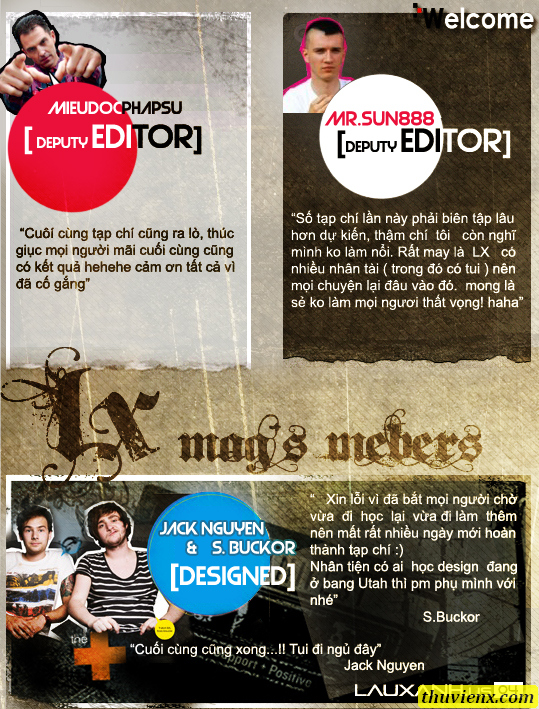 Welcome
MIEUDOCPHAPSU
[ DEPUTY EDITOR]
“Cuối cùng tạp chí cũng ra lò, thúc
giục mọi người mãi cuối cùng cũng
có kết quả hehehe cảm ơn tất cả vì
đã cố gắng”
MR.SUN888
[DEPUTY EDITOR]
“Số tạp chí lần này phải biên tập lâu
hơn dự kiến, thậm chí tôi còn nghĩ
mình ko làm nổi. Rất may là LX có
nhiều nhân tài ( trong đó có tui ) nên
mọi chuyện lại đâu vào đó. mong là
sẻ ko làm mọi ngươi thất vọng! haha”
Lx mag's mebers
JACK NGUYEN
& S. BUCKOR
[DESIGNED]
“ Xin lỗi vì đã bắt mọi người chờ
vừa đi học lại vừa đi làm thêm
nên mất rất nhiều ngày mới hoàn
thành tạp chí :)
Nhân tiện có ai học design đang
ở bang Utah thì pm phụ mình với
nhé”
S.Buckor
the
+
Support • Positive
“Cuối cùng cũng xong...!! Tui đi ngủ đây”
Jack Nguyen
LAUXANH.US 04
thuvienx.com